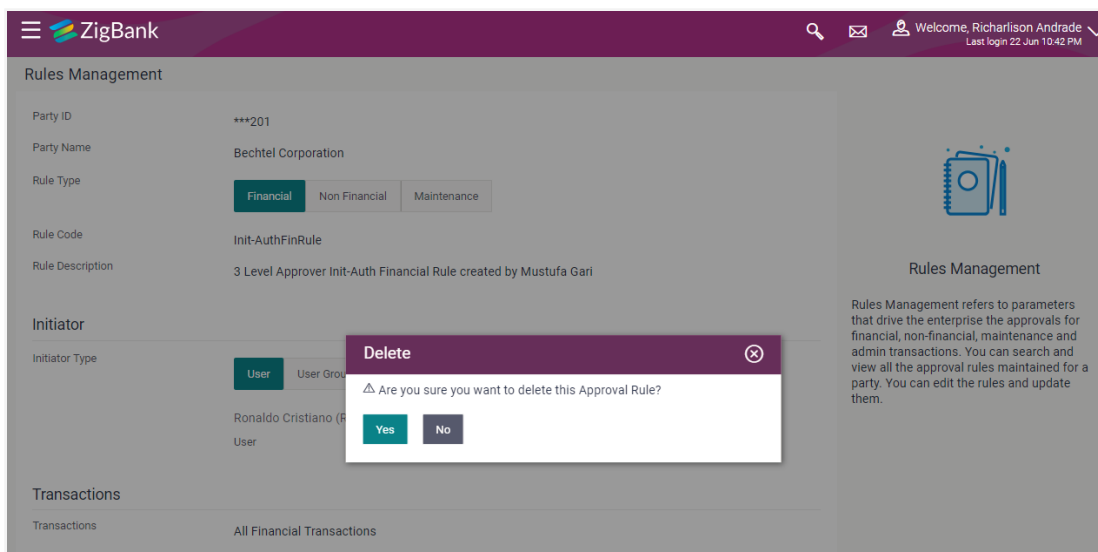 ZigBank
Welcome, Richarlison Andrade
Last login 22 Jun 10:42 PM
Rules Management
Party ID
***201
Party Name
Bechtel Corporation
Rule Type
Financial Non Financial Maintenance
Rule Code
Init-AuthFinRule
Rule Description
3 Level Approver Init-Auth Financial Rule created by Mustufa Gari
Initiator
Initiator Type
User User Grou
Ronaldo Cristiano (R
User
Transactions
Transactions
All Financial Transactions
Delete
Are you sure you want to delete this Approval Rule?
Yes No
Rules Management
Rules Management refers to parameters
that drive the enterprise the approvals for
financial, non-financial, maintenance and
admin transactions. You can search and
view all the approval rules maintained for a
party. You can edit the rules and update
them.